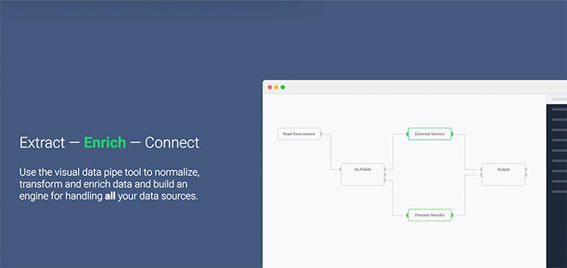 Extract — Enrich — Connect
Use the visual data pipe tool to normalize,
transform and enrich data and build an
engine for handling all your data sources.
Read from source
As Fields
External Service
Process Results
Output